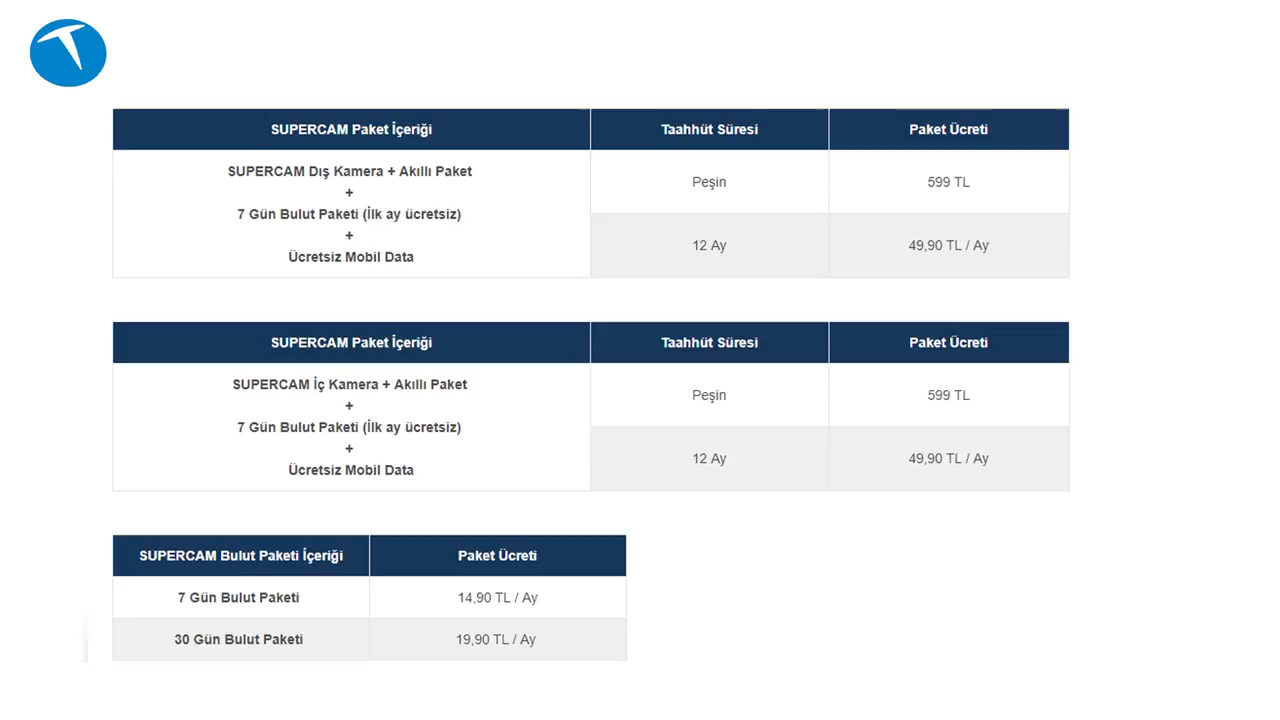 SUPERCAM Paket İçeriği Taahhüt Süresi Paket Ücreti
SUPERCAM Dış Kamera + Akıllı Paket
+
7 Gün Bulut Paketi (İlk ay ücretsiz)
+
Ücretsiz Mobil Data
Peşin 599 TL
12 Ay 49,90 TL / Ay
SUPERCAM Paket İçeriği Taahhüt Süresi Paket Ücreti
SUPERCAM İç Kamera + Akıllı Paket
+
7 Gün Bulut Paketi (İlk ay ücretsiz)
+
Ücretsiz Mobil Data
Peşin 599 TL
12 Ay 49,90 TL / Ay
SUPERCAM Bulut Paketi İçeriği Paket Ücreti
7 Gün Bulut Paketi 14,90 TL / Ay
30 Gün Bulut Paketi 19,90 TL / Ay